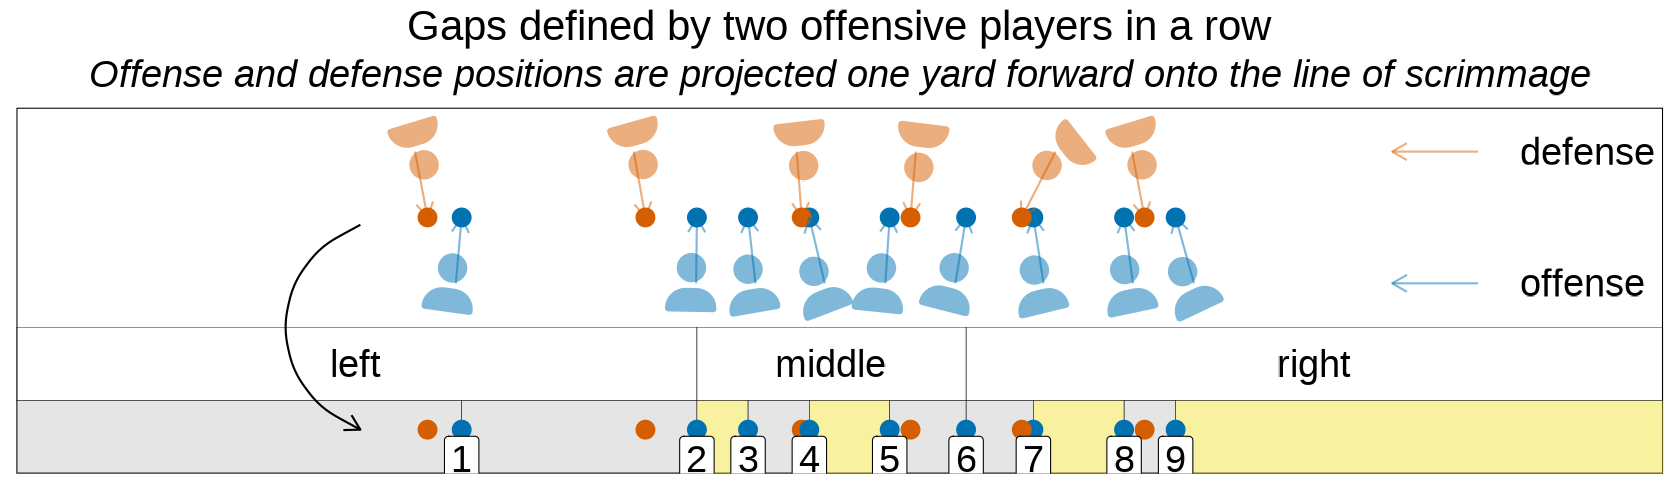 Gaps defined by two offensive players in a row
Offense and defense positions are projected one yard forward onto the line of scrimmage
defense
offense
left middle right
1 2 3 4 5 6 7 8 9